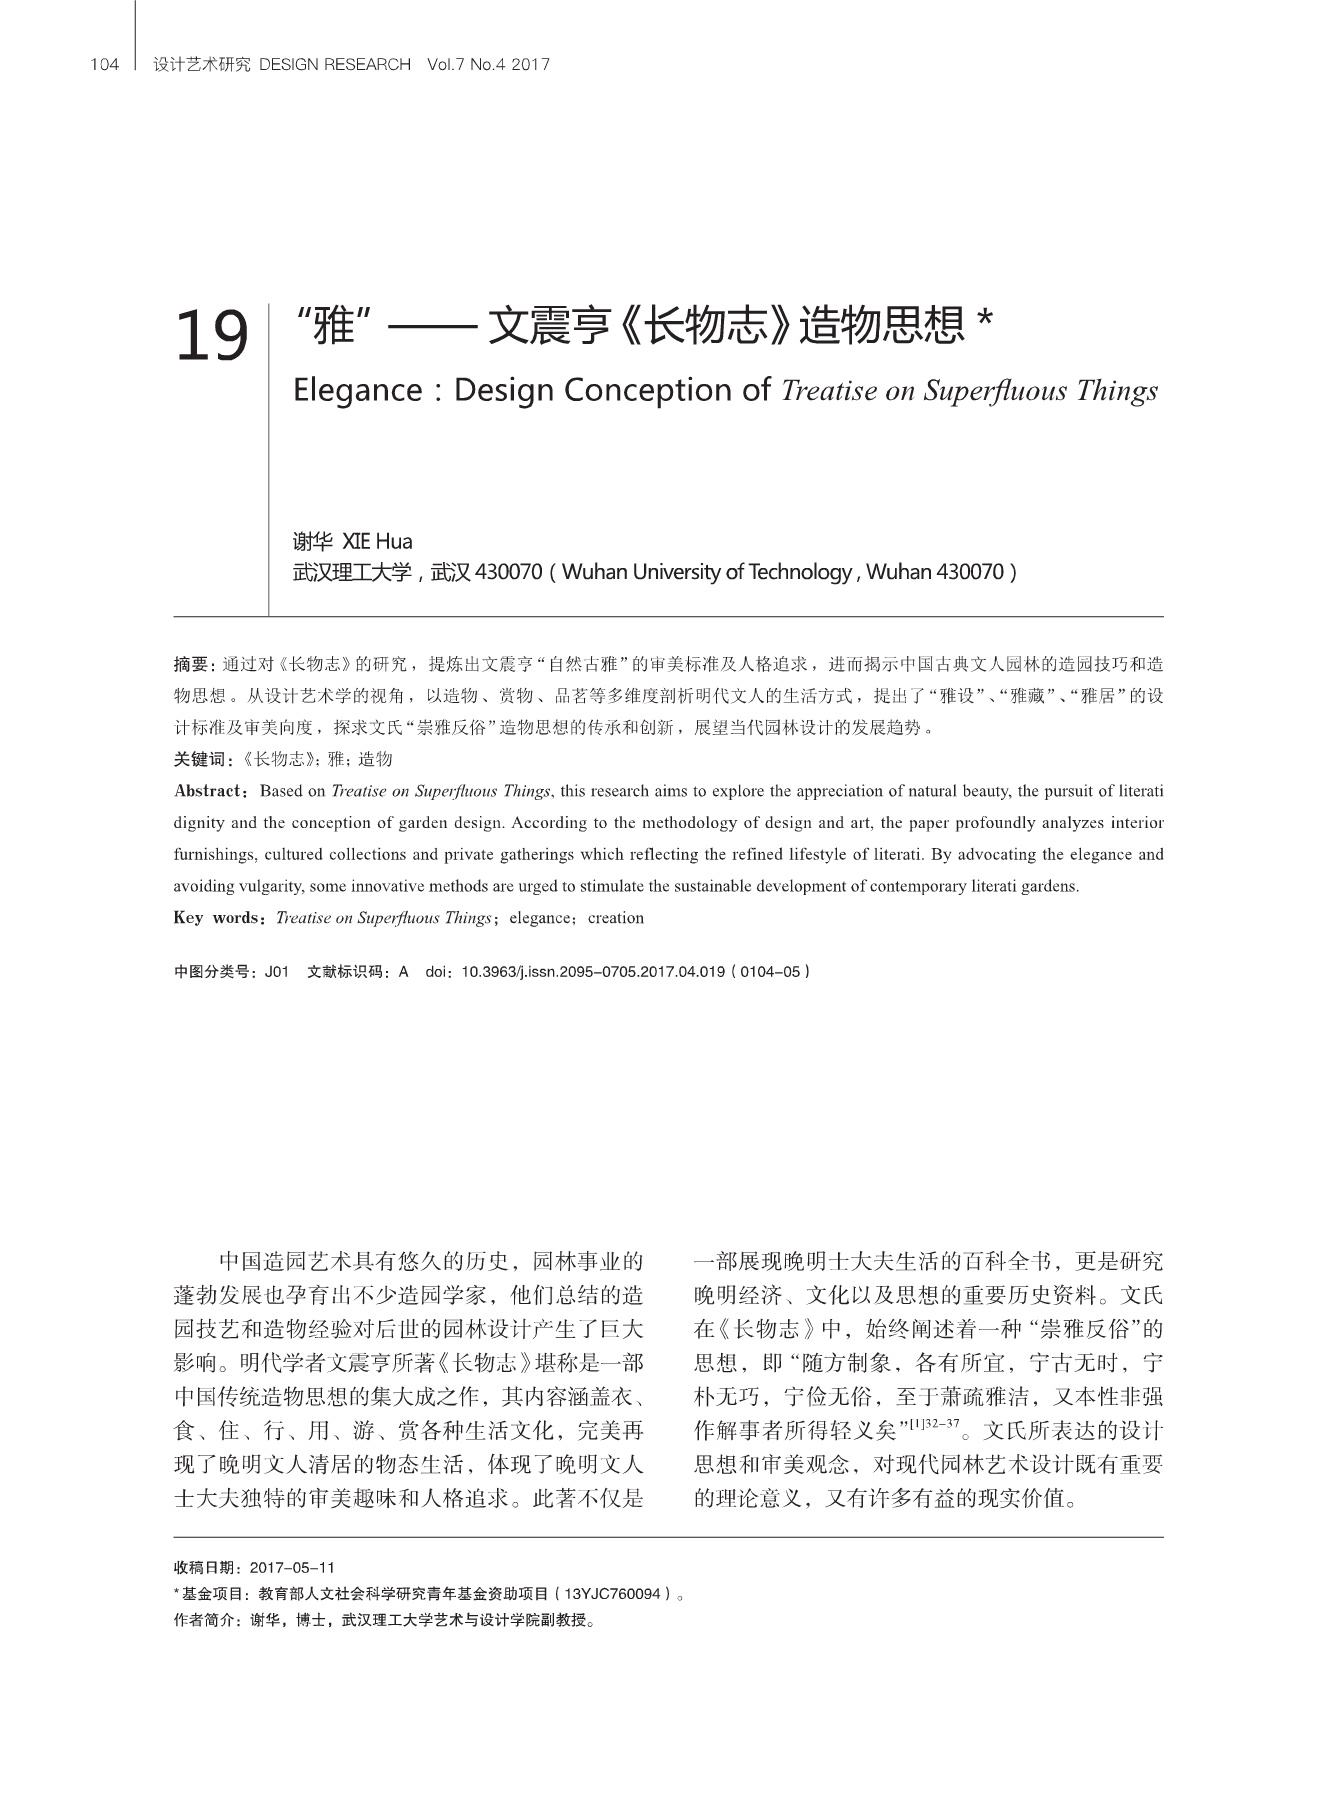 104 设计艺术研究 DESIGN RESEARCH Vol.7 No.4 2017
19
“雅”—— 文震亨《长物志》造物思想 *
Elegance : Design Conception of Treatise on Superfluous Things
谢华 XIE Hua
武汉理工大学，武汉 430070（Wuhan University of Technology , Wuhan 430070）
摘要：通过对《长物志》的研究，提炼出文震亨“自然古雅”的审美标准及人格追求，进而揭示中国古典文人园林的造园技巧和造
物思想。从设计艺术学的视角，以造物、赏物、品茗等多维度剖析明代文人的生活方式，提出了“雅设”、“雅藏”、“雅居”的设
计标准及审美向度，探求文氏“崇雅反俗”造物思想的传承和创新，展望当代园林设计的发展趋势。
关键词：《长物志》；雅；造物
Abstract：Based on Treatise on Superfluous Things, this research aims to explore the appreciation of natural beauty, the pursuit of literati
dignity and the conception of garden design. According to the methodology of design and art, the paper profoundly analyzes interior
furnishings, cultured collections and private gatherings which reflecting the refined lifestyle of literati. By advocating the elegance and
avoiding vulgarity, some innovative methods are urged to stimulate the sustainable development of contemporary literati gardens.
Key words：Treatise on Superfluous Things；elegance；creation
中图分类号：J01 文献标识码：A doi：10.3963/j.issn.2095-0705.2017.04.019（0104-05）
中国造园艺术具有悠久的历史，园林事业的
蓬勃发展也孕育出不少造园学家，他们总结的造
园技艺和造物经验对后世的园林设计产生了巨大
影响。明代学者文震亨所著《长物志》堪称是一部
中国传统造物思想的集大成之作，其内容涵盖衣、
食、住、行、用、游、赏各种生活文化，完美再
现了晚明文人清居的物态生活，体现了晚明文人
士大夫独特的审美趣味和人格追求。此著不仅是
一部展现晚明士大夫生活的百科全书，更是研究
晚明经济、文化以及思想的重要历史资料。文氏
在《长物志》中，始终阐述着一种“崇雅反俗”的
思想，即“随方制象，各有所宜，宁古无时，宁
朴无巧，宁俭无俗，至于萧疏雅洁，又本性非强
作解事者所得轻义矣”[1]32-37。文氏所表达的设计
思想和审美观念，对现代园林艺术设计既有重要
的理论意义，又有许多有益的现实价值。
收稿日期：2017-05-11
*基金项目：教育部人文社会科学研究青年基金资助项目（13YJC760094）。
作者简介：谢华，博士，武汉理工大学艺术与设计学院副教授。